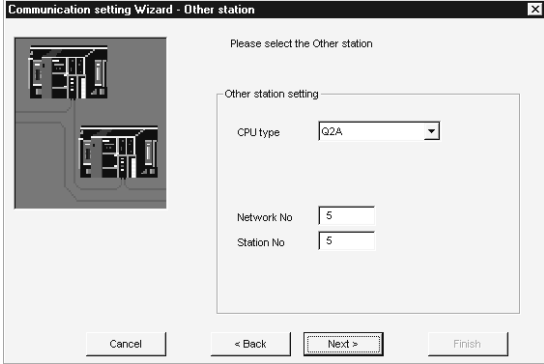 Communication setting Wizard - Other station
Please select the Other station
Other station setting
CPU type Q2A
Network No 5
Station No 5
Cancel < Back Next > Finish